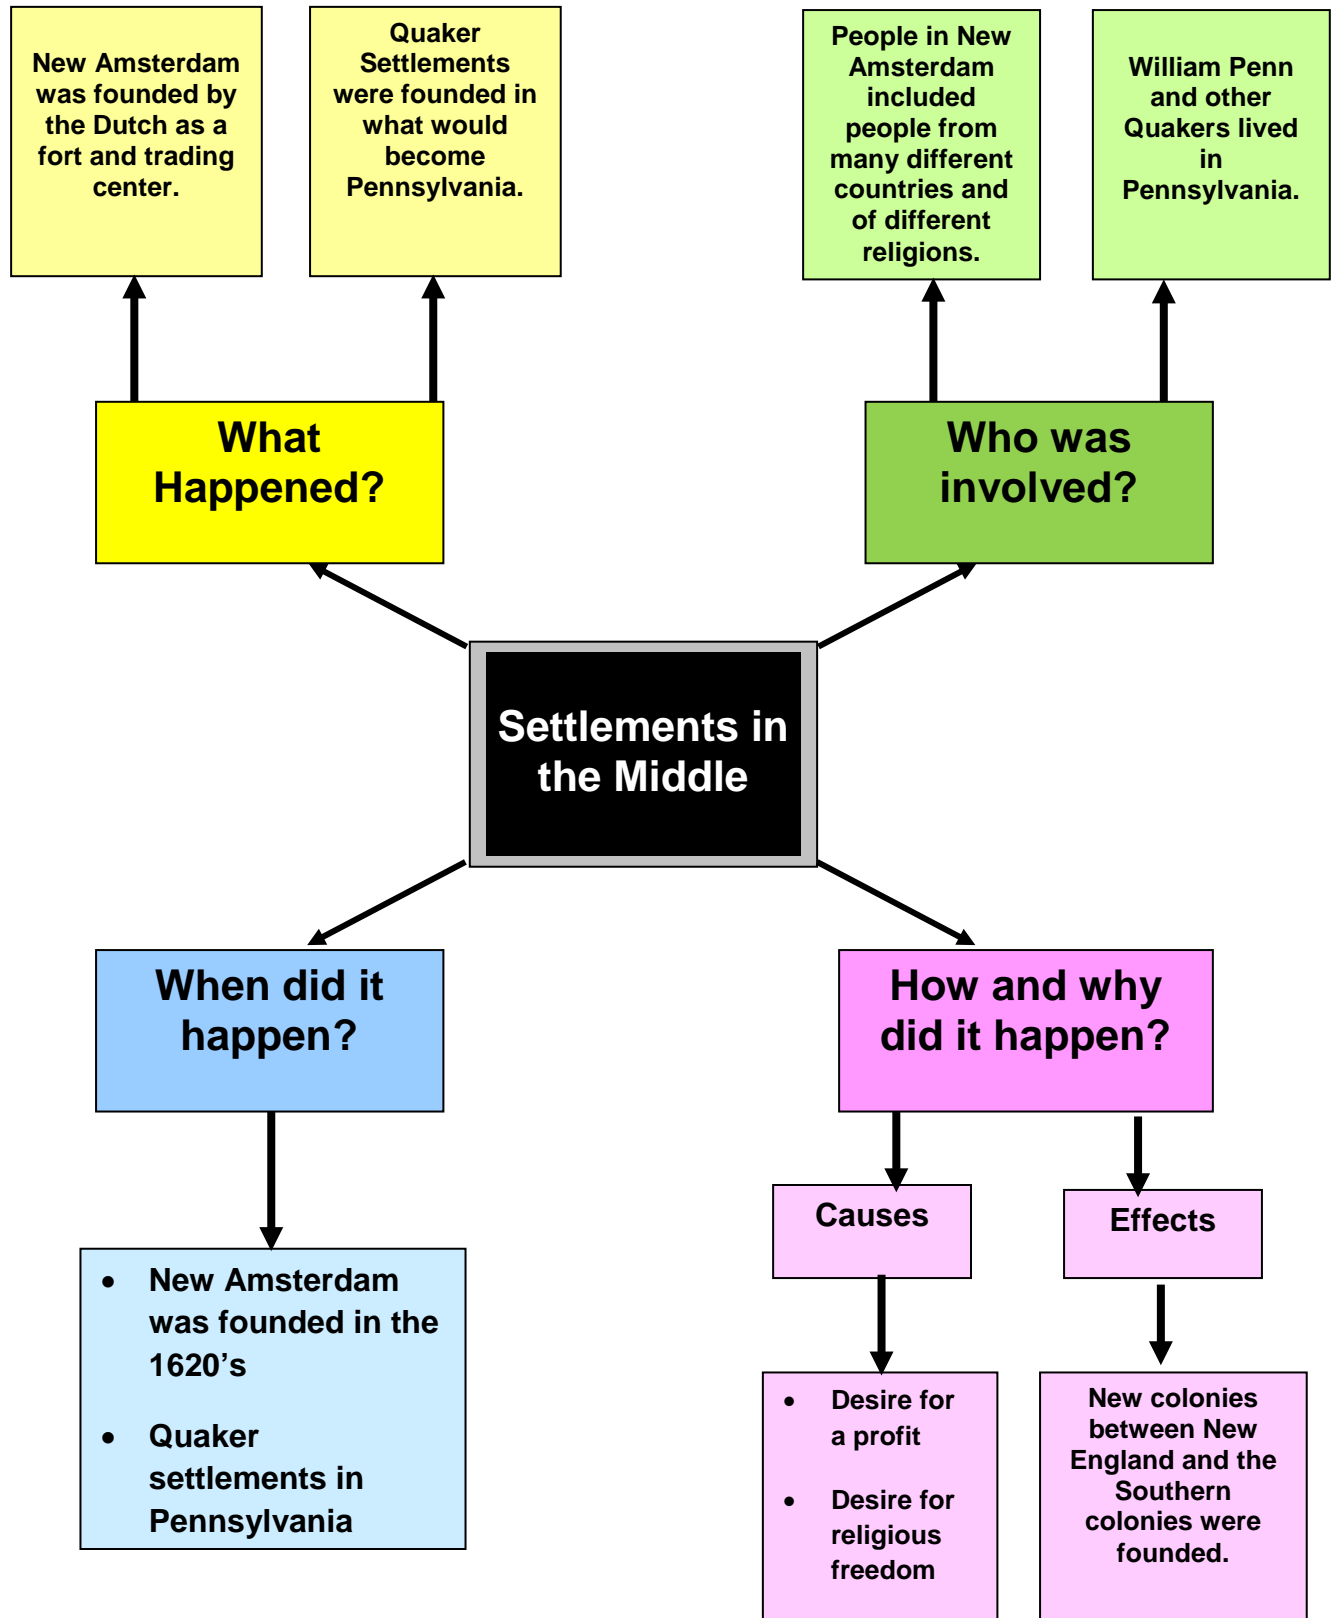 New Amsterdam
was founded by
the Dutch as a
fort and trading
center.
Quaker
Settlements
were founded in
what would
become
Pennsylvania.
People in New
Amsterdam
included
people from
many different
countries and
of different
religions.
William Penn
and other
Quakers lived
in
Pennsylvania.
What
Happened?
Who was
involved?
Settlements in
the Middle
When did it
happen?
How and why
did it happen?
Causes
Effects
• New Amsterdam
was founded in the
1620’s
• Quaker
settlements in
Pennsylvania
• Desire for
a profit
• Desire for
religious
freedom
New colonies
between New
England and the
Southern
colonies were
founded.